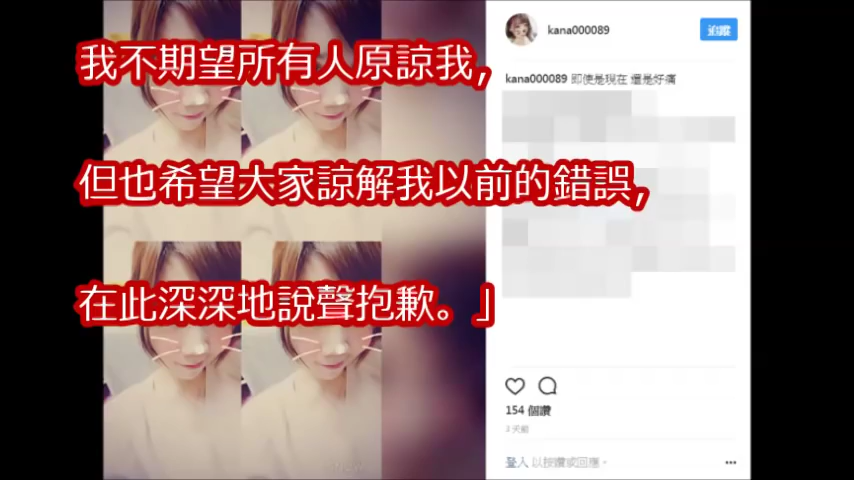 我不期望所有人原諒我，
但也希望大家諒解我以前的錯誤，
在此深深地說聲抱歉。」
kana000089
追蹤
kana000089 即使是現在 還是好痛
154 個讚
3 天前
登入 以按讚或回應。